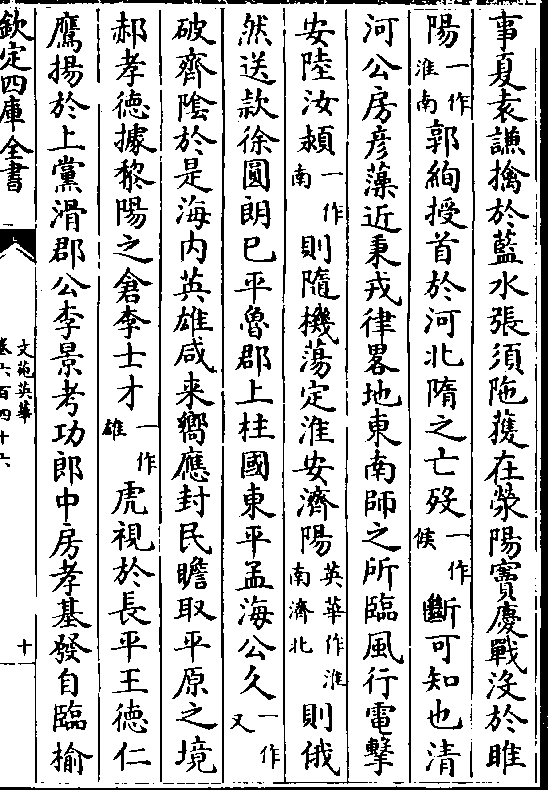 事夏袁謙擒於藍水張須陁獲在滎陽竇慶戰沒於睢
陽一作淮南郭絢授首於河北隋之亡歿一作候斷可知也清
河公房彦藻近秉戎律畧地東南師之所臨風行電擊
安陸汝頼一作南則隨機蕩定淮安濟陽英華作淮南濟北則俄
然送款徐圓朗已平魯郡上柱國東平孟海公久一作又
破齊隂於是海内英雄咸来嚮應封民瞻取平原之境
郝孝德據黎陽之倉李士才一作雄虎視於長平王德仁
鷹揚於上黨滑郡公李景考功郎中房孝基發自臨榆
欽定四庫全書
文苑英華
卷六百四十六
十